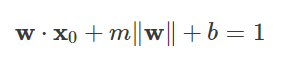 w · x₀ + m‖w‖ + b = 1